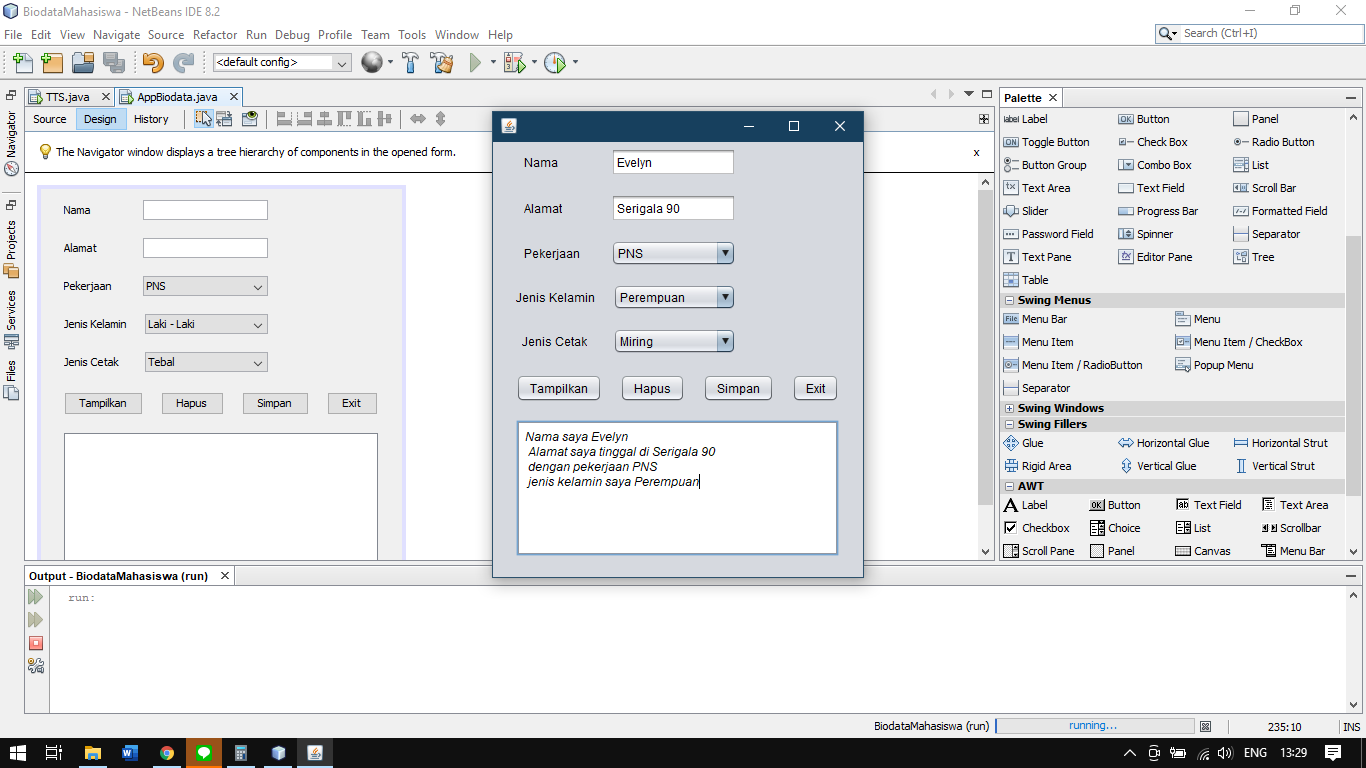 BiodataMahasiswa - NetBeans IDE 8.2
File Edit View Navigate Source Refactor Run Debug Profile Team Tools Window Help
Search (Ctrl+I)
<default config>
TTS.java
AppBiodata.java
Source Design History
The Navigator window displays a tree hierarchy of components in the opened form.
x
Navigator
Projects
Services
Files
Nama
Alamat
Pekerjaan PNS
Jenis Kelamin Laki - Laki
Jenis Cetak Tebal
Tampilkan Hapus Simpan Exit
Nama Evelyn
Alamat Serigala 90
Pekerjaan PNS
Jenis Kelamin Perempuan
Jenis Cetak Miring
Tampilkan Hapus Simpan Exit
Nama saya Evelyn
Alamat saya tinggal di Serigala 90
dengan pekerjaan PNS
jenis kelamin saya Perempuan
Palette
label Label OK Button Panel
ON Toggle Button Check Box Radio Button
Button Group Combo Box List
Text Area Text Field Scroll Bar
Slider Progress Bar Formatted Field
Password Field Spinner Separator
Text Pane Editor Pane Tree
Table
Swing Menus
File Menu Bar Menu
Menu Item Menu Item / CheckBox
Menu Item / RadioButton Popup Menu
Separator
Swing Windows
Swing Fillers
Glue Horizontal Glue Horizontal Strut
Rigid Area Vertical Glue Vertical Strut
AWT
A Label OK Button ab Text Field Text Area
Checkbox Choice List Scrollbar
Scroll Pane Panel Canvas Menu Bar
Output - BiodataMahasiswa (run)
run:
BiodataMahasiswa (run) running... 235:10 INS
ENG 13:29